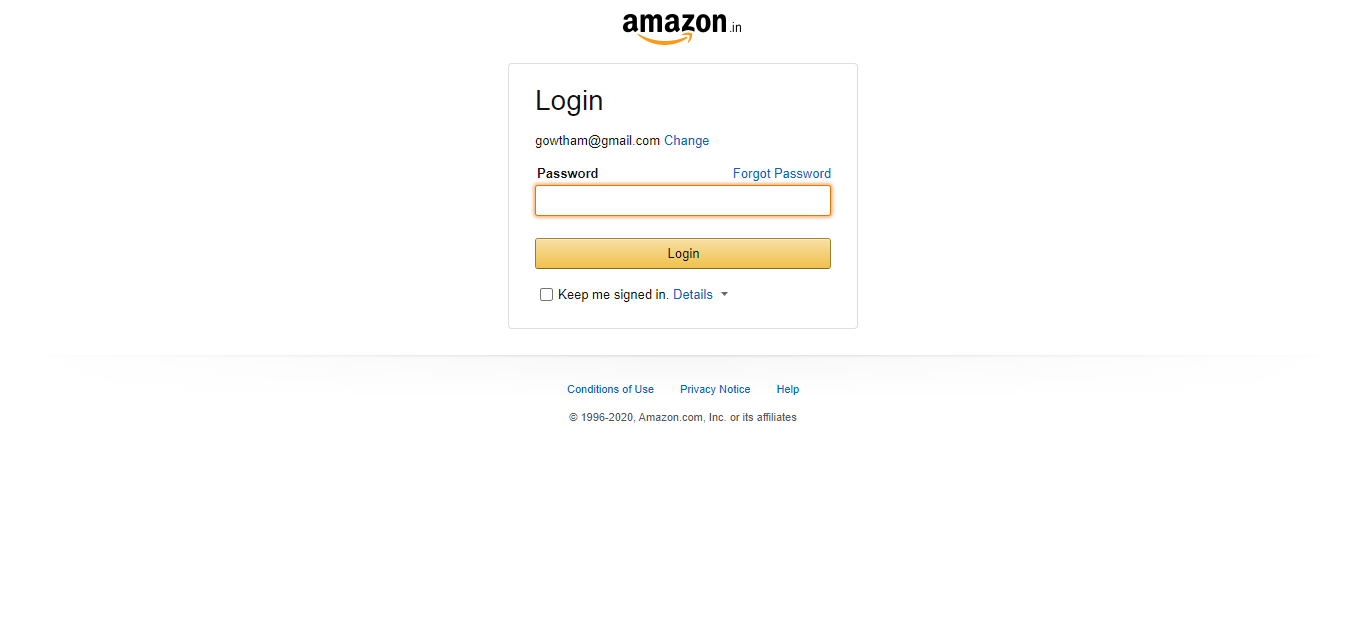 amazon.in
Login
gowtham@gmail.com Change
Password Forgot Password
Login
Keep me signed in. Details
Conditions of Use Privacy Notice Help
© 1996-2020, Amazon.com, Inc. or its affiliates